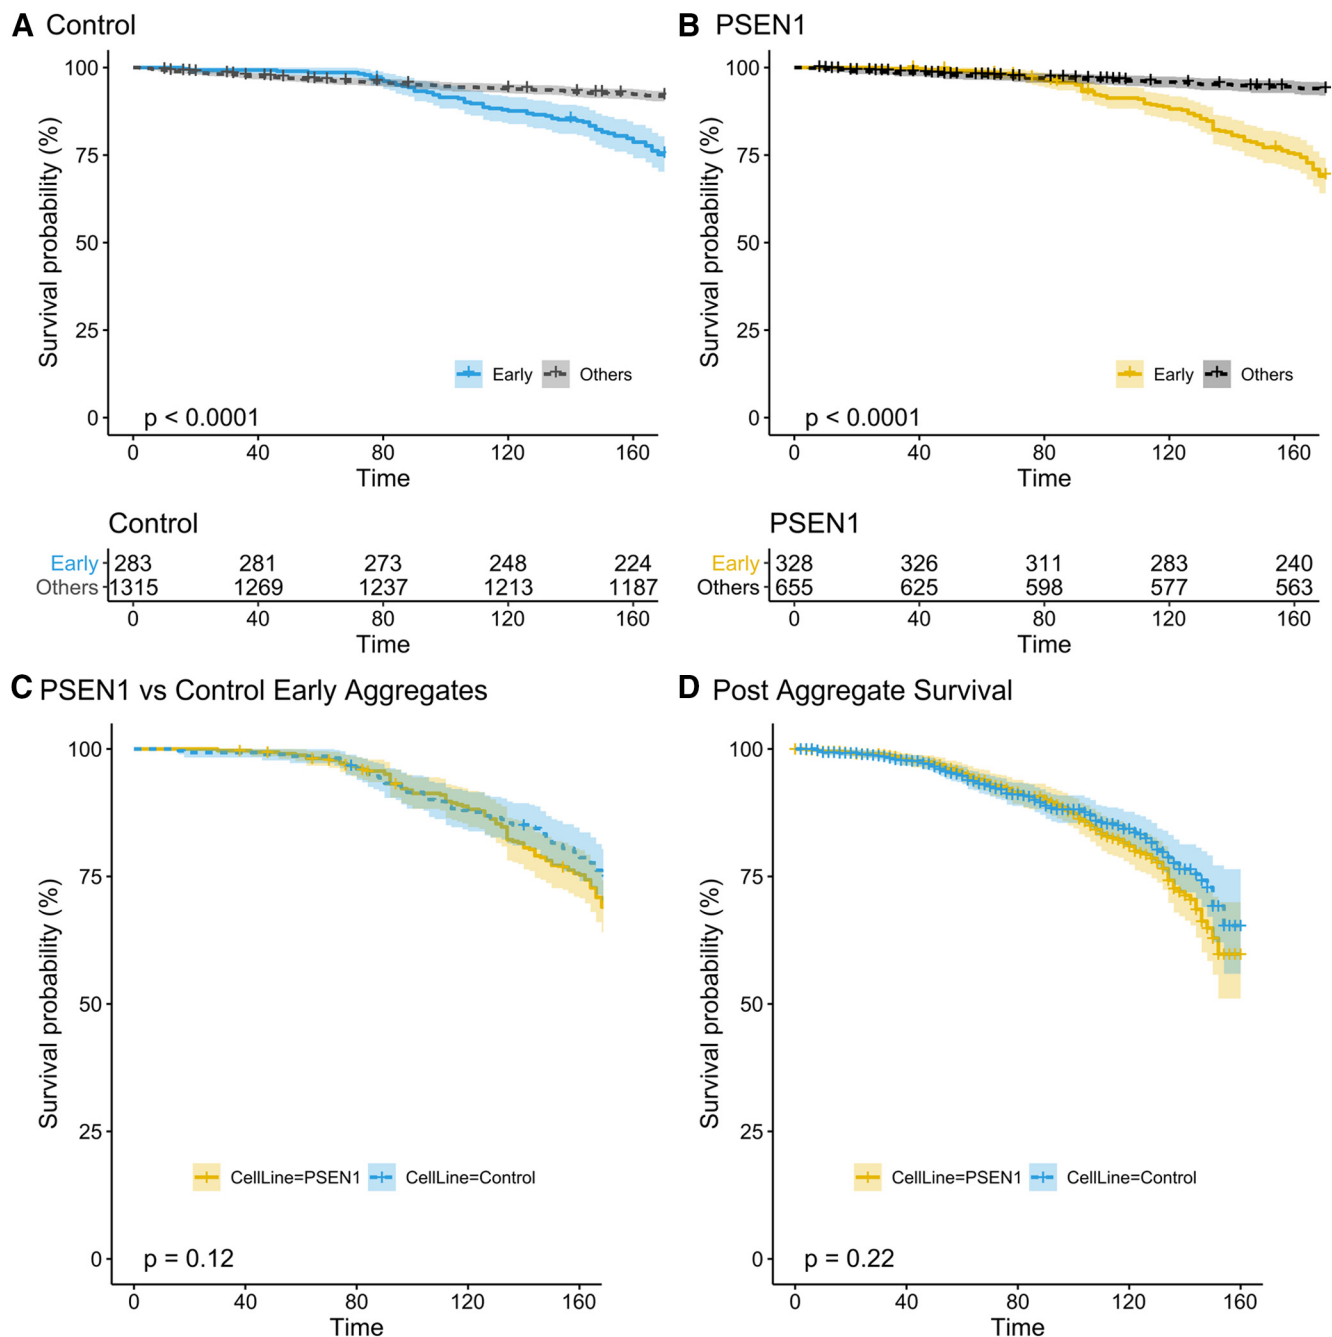 A Control
B PSEN1
Survival probability (%)
100
75
50
25
0
Early Others
p < 0.0001
0 40 80 120 160
Time
Survival probability (%)
100
75
50
25
0
Early Others
p < 0.0001
0 40 80 120 160
Time
Control
Early 283 281 273 248 224
Others 1315 1269 1237 1213 1187
0 40 80 120 160
Time
PSEN1
Early 328 326 311 283 240
Others 655 625 598 577 563
0 40 80 120 160
Time
C PSEN1 vs Control Early Aggregates
Survival probability (%)
100
75
50
25
0
CellLine=PSEN1 CellLine=Control
p = 0.12
0 40 80 120 160
Time
D Post Aggregate Survival
Survival probability (%)
100
75
50
25
0
CellLine=PSEN1 CellLine=Control
p = 0.22
0 40 80 120 160
Time